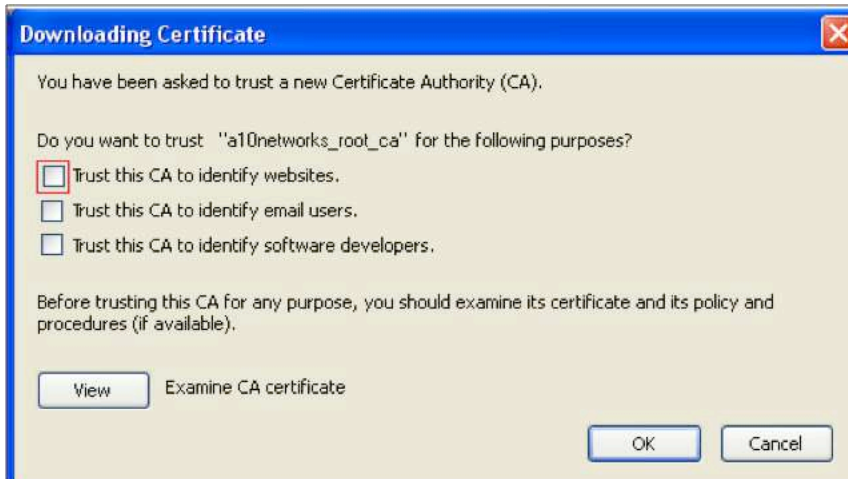 Downloading Certificate
You have been asked to trust a new Certificate Authority (CA).
Do you want to trust "a10networks_root_ca" for the following purposes?
Trust this CA to identify websites.
Trust this CA to identify email users.
Trust this CA to identify software developers.
Before trusting this CA for any purpose, you should examine its certificate and its policy and
procedures (if available).
View Examine CA certificate
OK Cancel